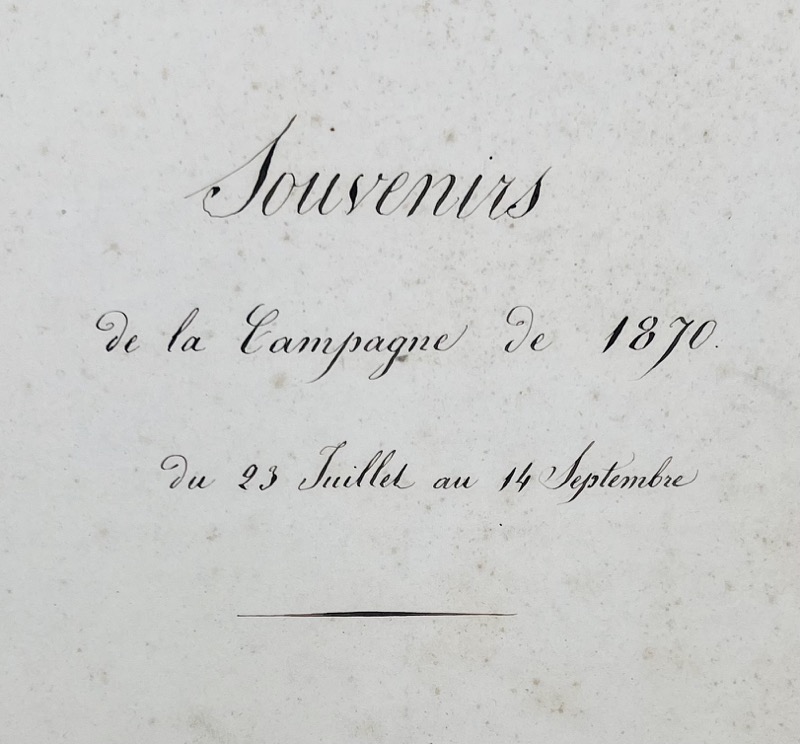 Souvenirs
de la Campagne de 1870.
du 23 Juillet au 14 Septembre